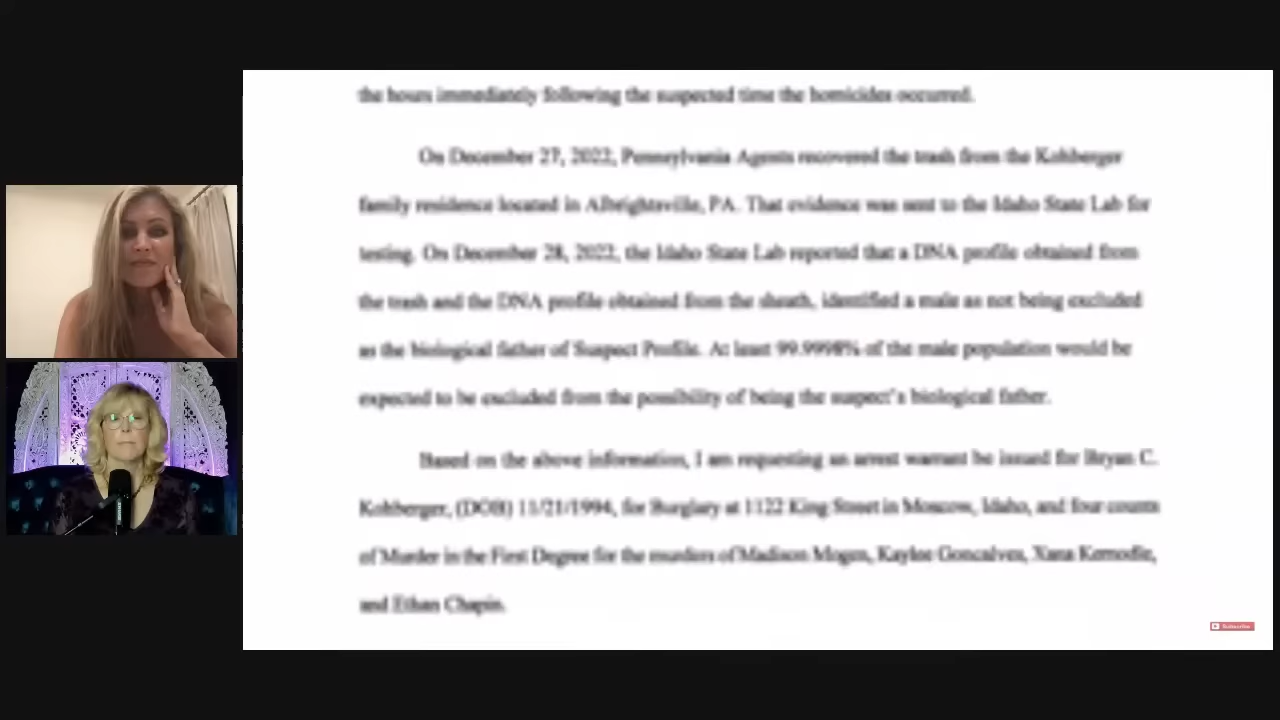 the hours immediately following the suspected time the homicides occurred.
On December 27, 2022, Pennsylvania Agents recovered the trash from the Kohberger
family residence located in Albrightsville, PA. That evidence was sent to the Idaho State Lab for
testing. On December 28, 2022, the Idaho State Lab reported that a DNA profile obtained from
the trash and the DNA profile obtained from the sheath, identified a male as not being excluded
as the biological father of Suspect Profile. At least 99.9998% of the male population would be
expected to be excluded from the possibility of being the suspect's biological father.
Based on the above information, I am requesting an arrest warrant be issued for Bryan C.
Kohberger, (DOB) 11/21/1994, for Burglary at 1122 King Street in Moscow, Idaho, and four counts
of Murder in the First Degree for the murders of Madison Mogen, Kaylee Goncalves, Xana Kernodle,
and Ethan Chapin.
Subscribe